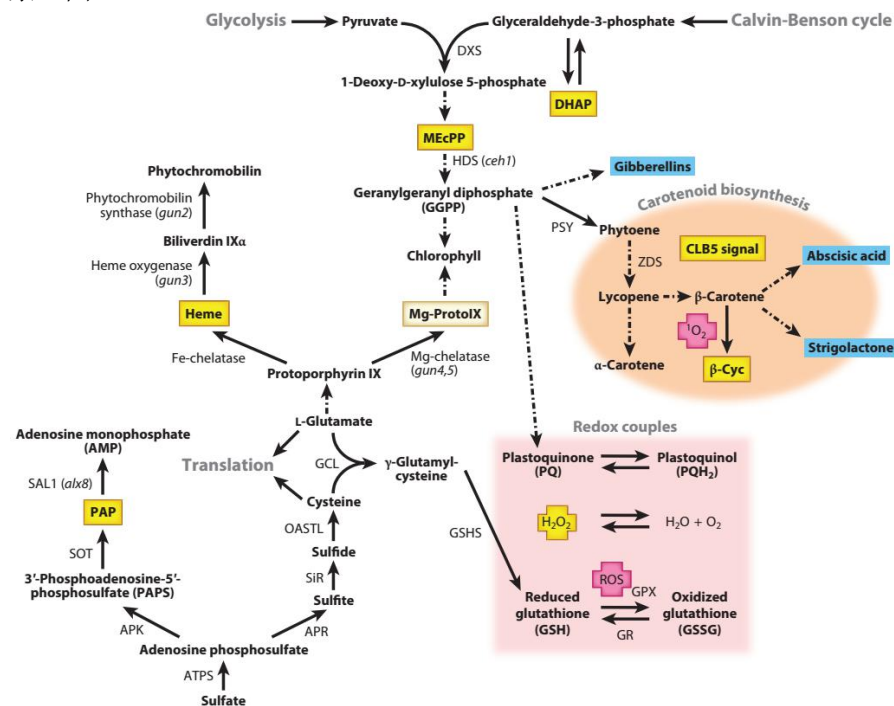 Glycolysis
Pyruvate
Glyceraldehyde-3-phosphate
Calvin-Benson cycle
DXS
1-Deoxy-D-xylulose 5-phosphate
DHAP
MEcPP
HDS (ceh1)
Phytochromobilin
Gibberellins
Phytochromobilin
synthase (gun2)
Geranylgeranyl diphosphate
(GGPP)
Carotenoid biosynthesis
PSY
Phytoene
Biliverdin IXα
CLB5 signal
Abscisic acid
Chlorophyll
ZDS
Heme oxygenase
(gun3)
Lycopene
β-Carotene
Heme
Mg-ProtoIX
¹O₂
Strigolactone
Fe-chelatase
Mg-chelatase
(gun4,5)
α-Carotene
β-Cyc
Protoporphyrin IX
L-Glutamate
Redox couples
Adenosine monophosphate
(AMP)
Translation
GCL
γ-Glutamyl-
cysteine
Plastoquinone
(PQ)
Plastoquinol
(PQH₂)
SAL1 (alx8)
Cysteine
PAP
OASTL
H₂O₂
H₂O + O₂
GSHS
SOT
Sulfide
3′-Phosphoadenosine-5′-
phosphosulfate (PAPS)
SiR
ROS
GPX
Sulfite
Reduced
glutathione
(GSH)
Oxidized
glutathione
(GSSG)
APK
APR
GR
Adenosine phosphosulfate
ATPS
Sulfate